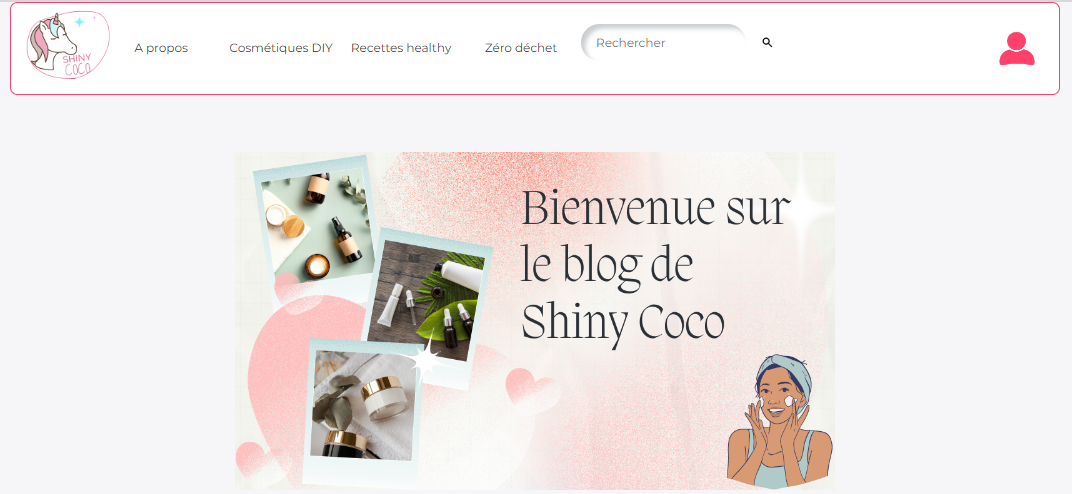 SHINY
COCO
A propos
Cosmétiques DIY
Recettes healthy
Zéro déchet
Rechercher
Bienvenue sur
le blog de
Shiny Coco